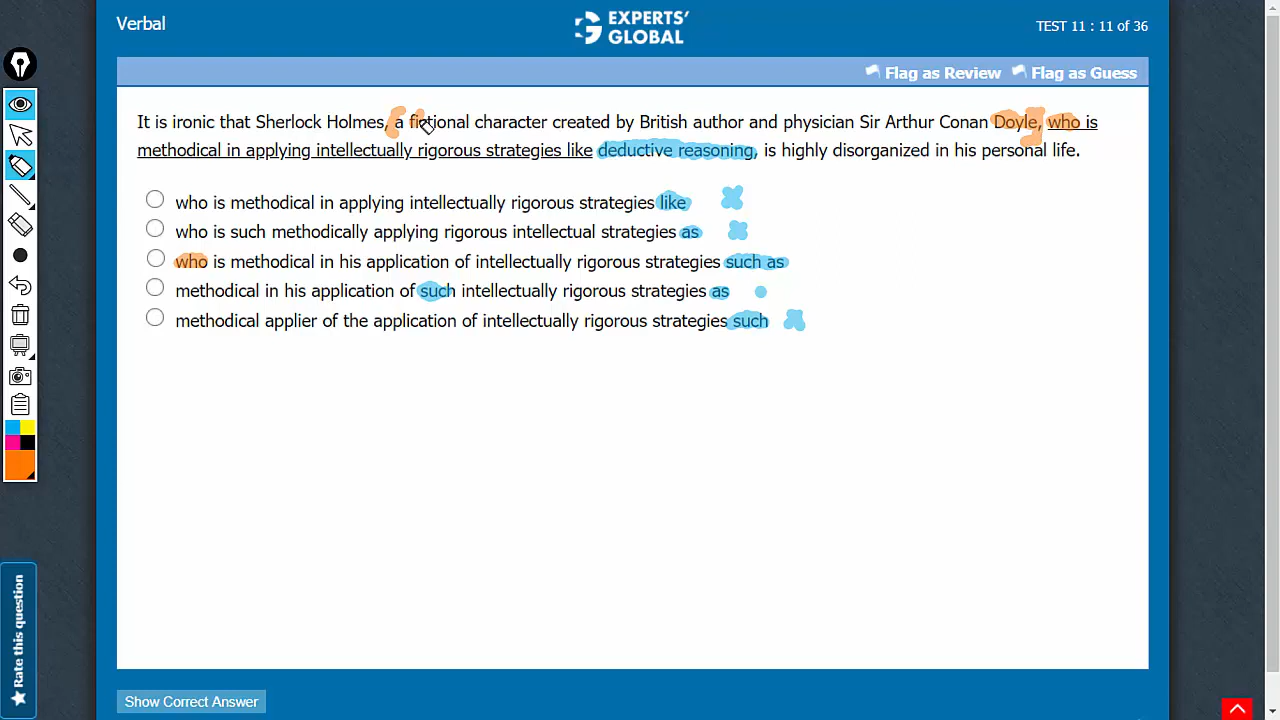 Verbal
EXPERTS'
GLOBAL
TEST 11 : 11 of 36
Flag as Review
Flag as Guess
It is ironic that Sherlock Holmes, a fictional character created by British author and physician Sir Arthur Conan Doyle, who is
methodical in applying intellectually rigorous strategies like deductive reasoning, is highly disorganized in his personal life.
who is methodical in applying intellectually rigorous strategies like
who is such methodically applying rigorous intellectual strategies as
who is methodical in his application of intellectually rigorous strategies such as
methodical in his application of such intellectually rigorous strategies as
methodical applier of the application of intellectually rigorous strategies such
Rate this question
Show Correct Answer